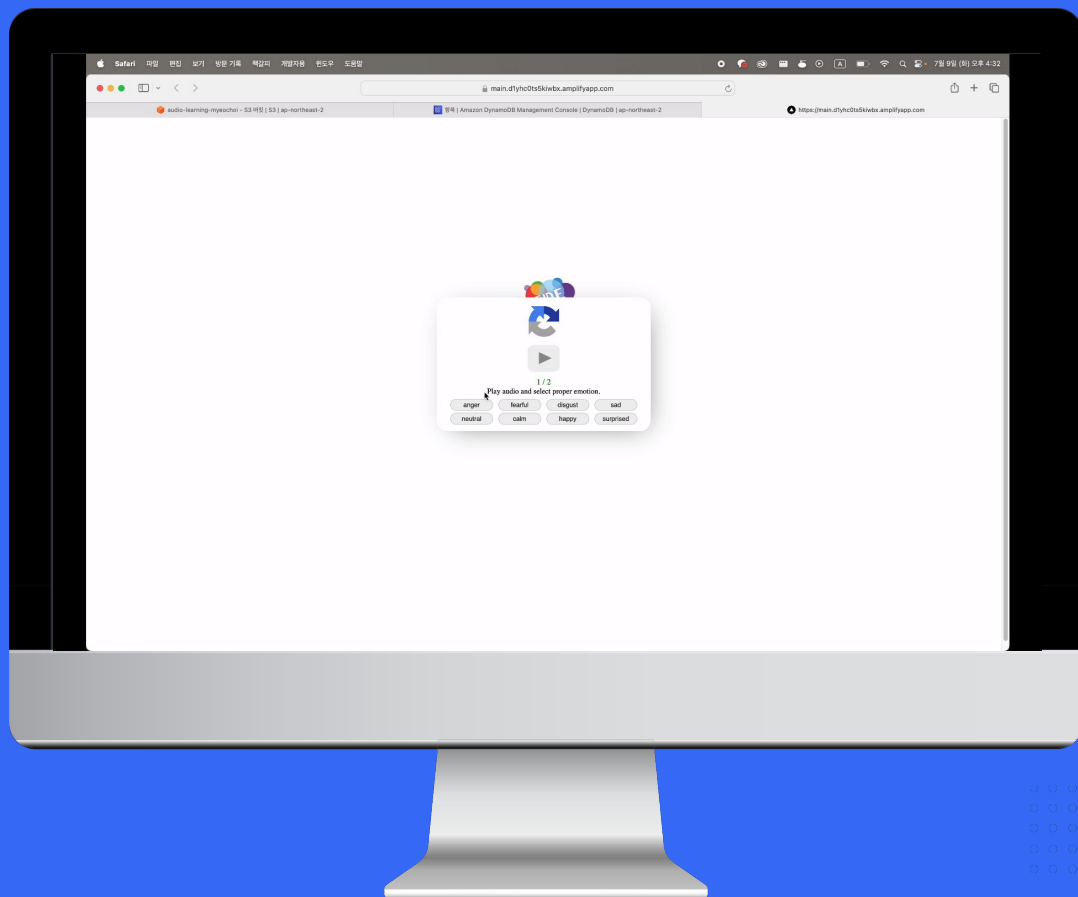 Safari 파일 편집 보기 방문 기록 책갈피 개발자용 윈도우 도움말 A 7월 9일 (화) 오후 4:32
main.d1yhc0ts5kiwbx.amplifyapp.com
audio-learning-myeochoi - S3 버킷 | S3 | ap-northeast-2
항목 | Amazon DynamoDB Management Console | DynamoDB | ap-northeast-2
https://main.d1yhc0ts5kiwbx.amplifyapp.com
1 / 2
Play audio and select proper emotion.
anger fearful disgust sad
neutral calm happy surprised